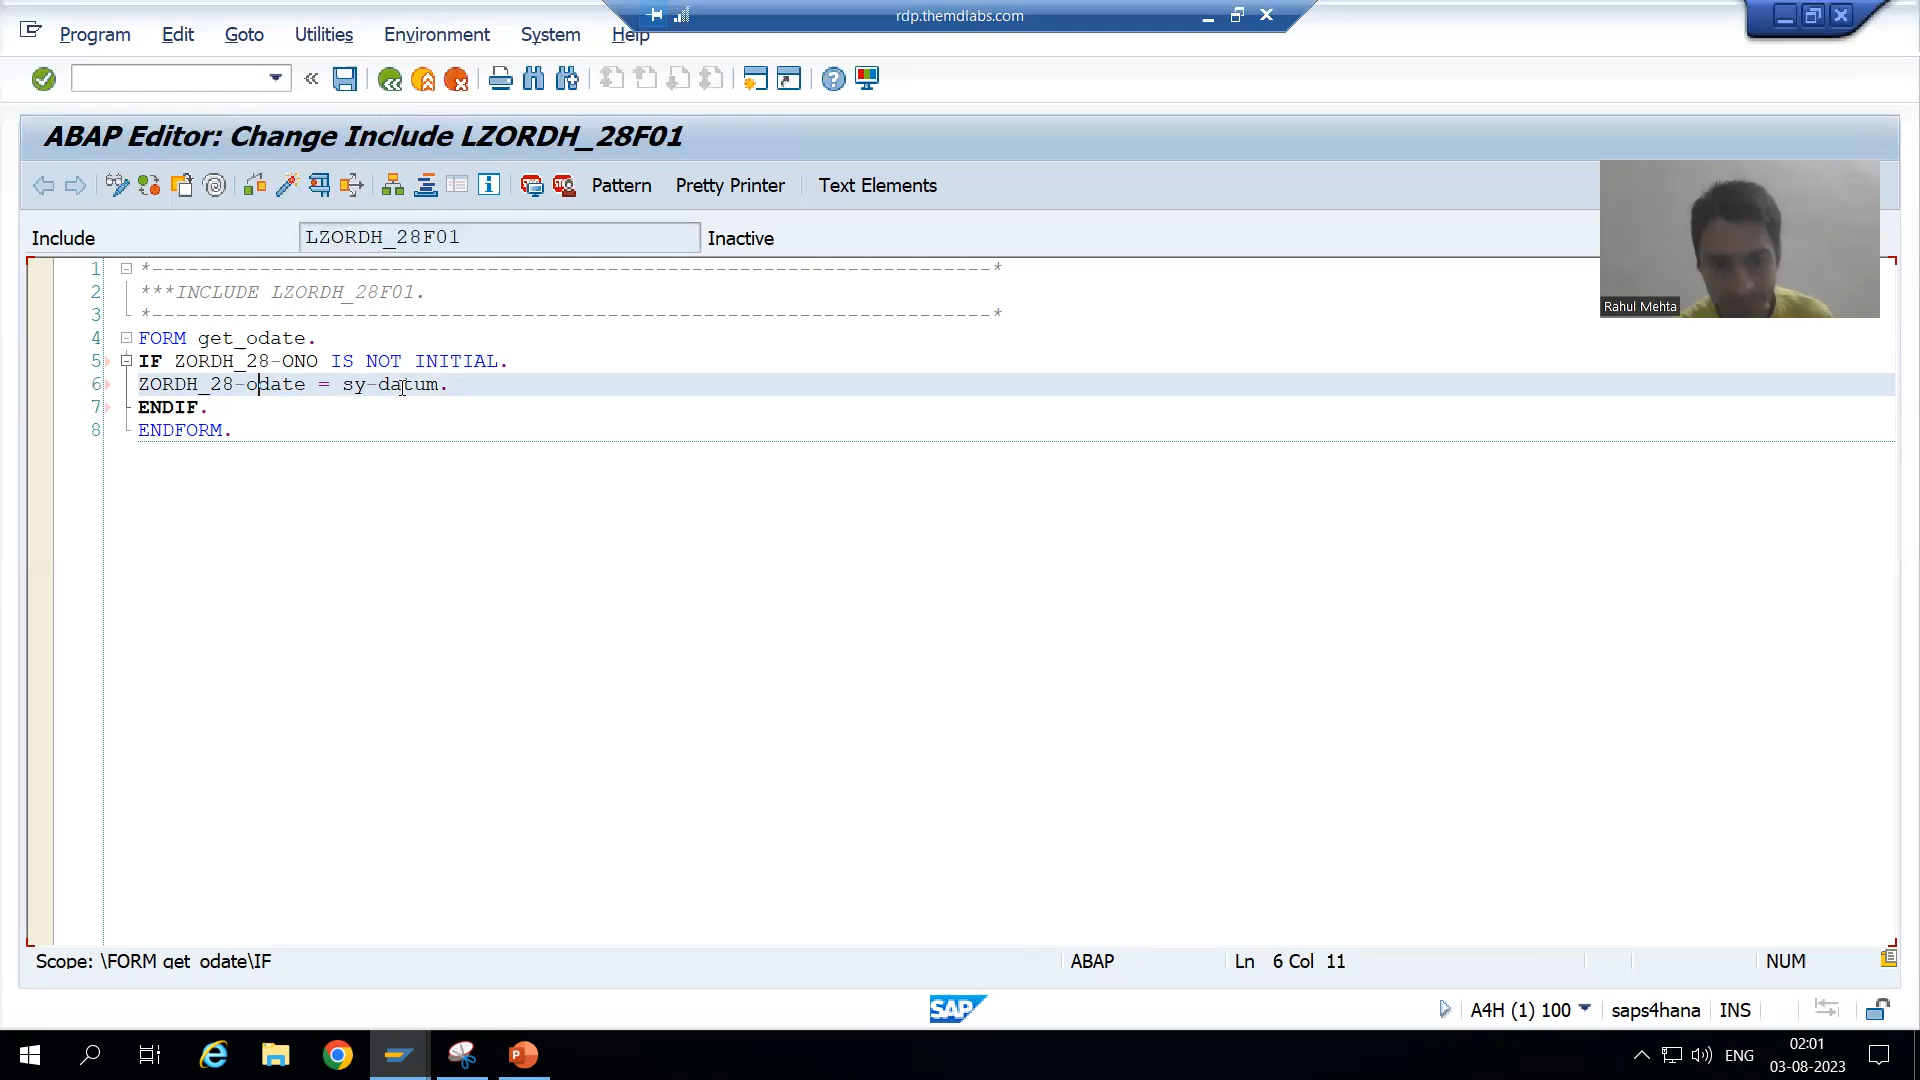 rdp.themdlabs.com
Program Edit Goto Utilities Environment System Help
ABAP Editor: Change Include LZORDH_28F01
Pattern Pretty Printer Text Elements
Include LZORDH_28F01 Inactive
Rahul Mehta
1 *----------------------------------------------------------------------*
2 ***INCLUDE LZORDH_28F01.
3 *----------------------------------------------------------------------*
4 FORM get_odate.
5 IF ZORDH_28-ONO IS NOT INITIAL.
6 ZORDH_28-odate = sy-datum.
7 ENDIF.
8 ENDFORM.
Scope: \FORM get_odate\IF ABAP Ln 6 Col 11 NUM
SAP A4H (1) 100 saps4hana INS
ENG 02:01
03-08-2023